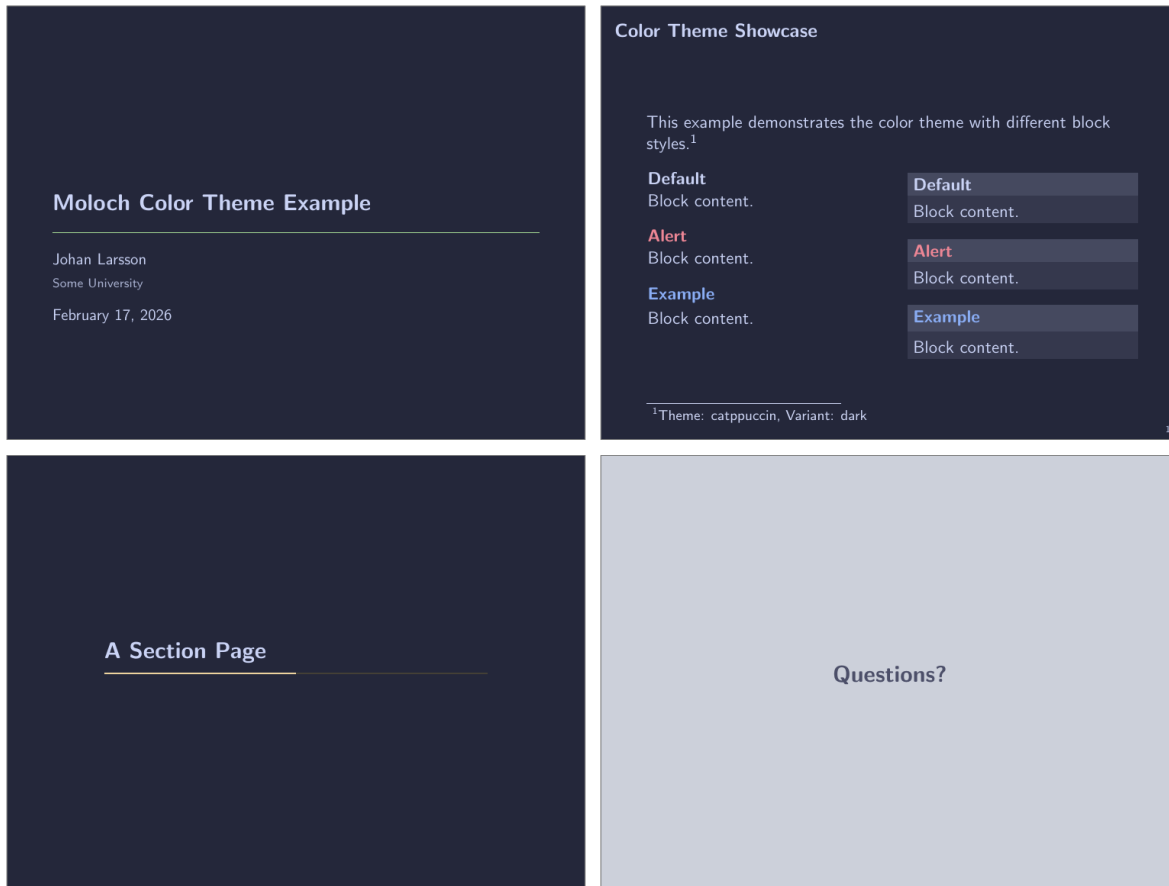 Moloch Color Theme Example
Johan Larsson
Some University
February 17, 2026
Color Theme Showcase
This example demonstrates the color theme with different block
styles.¹
Default
Block content.
Alert
Block content.
Example
Block content.
Default
Block content.
Alert
Block content.
Example
Block content.
¹Theme: catppuccin, Variant: dark
1
A Section Page
Questions?